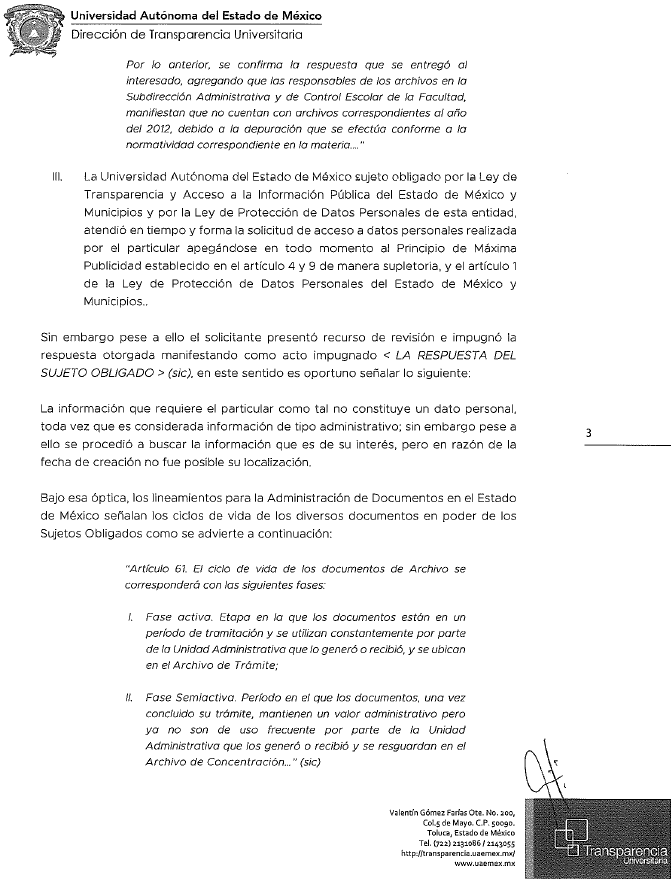 Universidad Autónoma del Estado de México
Dirección de Transparencia Universitaria
Por lo anterior, se confirma la respuesta que se entregó al
interesado, agregando que las responsables de los archivos en la
Subdirección Administrativa y de Control Escolar de la Facultad,
manifiestan que no cuentan con archivos correspondientes al año
del 2012, debido a la depuración que se efectúa conforme a la
normatividad correspondiente en la materia...."
III. La Universidad Autónoma del Estado de México sujeto obligado por la Ley de
Transparencia y Acceso a la Información Pública del Estado de México y
Municipios y por la Ley de Protección de Datos Personales de esta entidad,
atendió en tiempo y forma la solicitud de acceso a datos personales realizada
por el particular apegándose en todo momento al Principio de Máxima
Publicidad establecido en el artículo 4 y 9 de manera supletoria, y el artículo 1
de la Ley de Protección de Datos Personales del Estado de México y
Municipios..
Sin embargo pese a ello el solicitante presentó recurso de revisión e impugnó la
respuesta otorgada manifestando como acto impugnado < LA RESPUESTA DEL
SUJETO OBLIGADO > (sic), en este sentido es oportuno señalar lo siguiente:
La información que requiere el particular como tal no constituye un dato personal,
toda vez que es considerada información de tipo administrativo; sin embargo pese a
ello se procedió a buscar la información que es de su interés, pero en razón de la
fecha de creación no fue posible su localización.
3
Bajo esa óptica, los lineamientos para la Administración de Documentos en el Estado
de México señalan los ciclos de vida de los diversos documentos en poder de los
Sujetos Obligados como se advierte a continuación:
"Artículo 61. El ciclo de vida de los documentos de Archivo se
corresponderá con las siguientes fases:
I. Fase activa. Etapa en la que los documentos están en un
período de tramitación y se utilizan constantemente por parte
de la Unidad Administrativa que lo generó o recibió, y se ubican
en el Archivo de Trámite;
II. Fase Semiactiva. Período en el que los documentos, una vez
concluido su trámite, mantienen un valor administrativo pero
ya no son de uso frecuente por parte de la Unidad
Administrativa que los generó o recibió y se resguardan en el
Archivo de Concentración..." (sic)
Valentín Gómez Farías Ote. No. 200,
Col.5 de Mayo. C.P. 50090.
Toluca, Estado de México
Tel. (722) 2131086 / 2143055
http://transparencia.uaemex.mx/
www.uaemex.mx
Transparencia
Universitaria